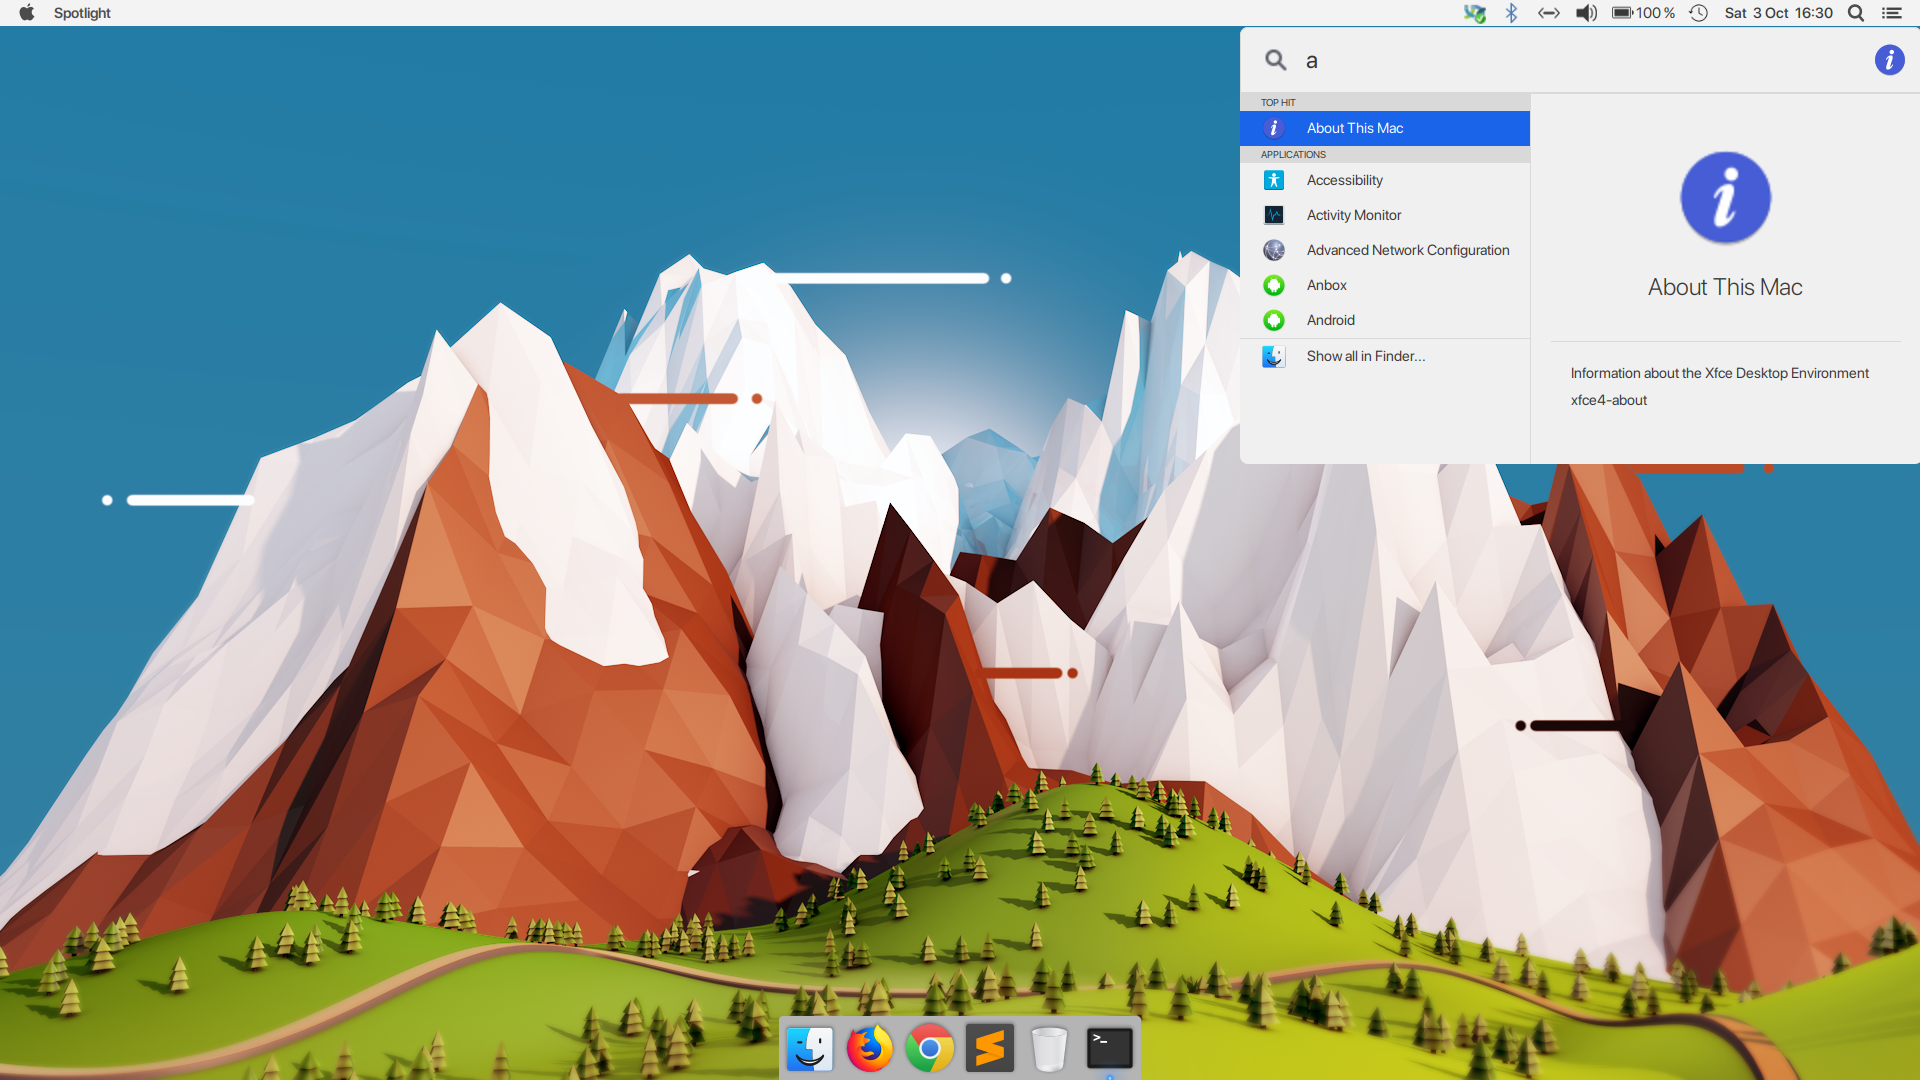 Spotlight
100 %
Sat 3 Oct 16:30
a
TOP HIT
About This Mac
APPLICATIONS
Accessibility
Activity Monitor
Advanced Network Configuration
Anbox
Android
Show all in Finder...
About This Mac
Information about the Xfce Desktop Environment
xfce4-about
>_